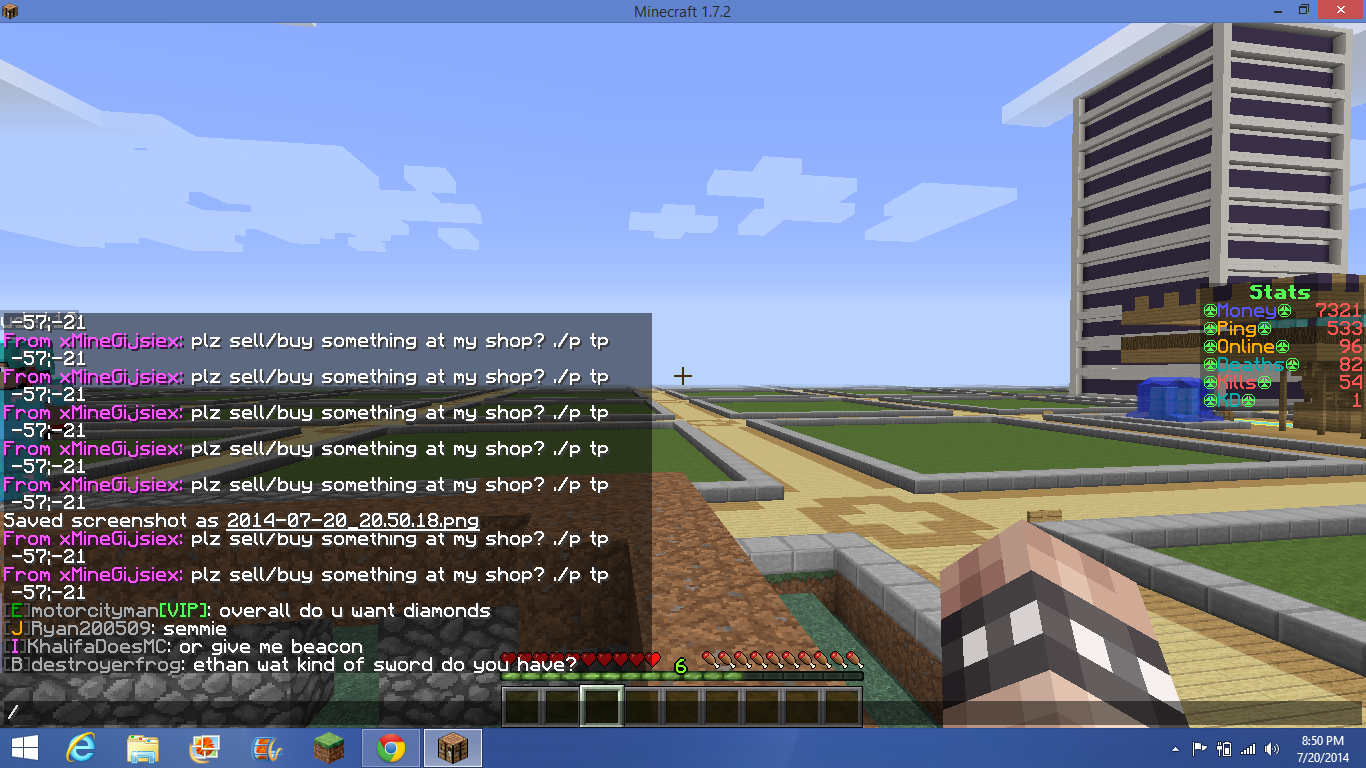 Minecraft 1.7.2
-57;-21
From xMineGijsiex: plz sell/buy something at my shop? ./p tp
-57;-21
From xMineGijsiex: plz sell/buy something at my shop? ./p tp
-57;-21
From xMineGijsiex: plz sell/buy something at my shop? ./p tp
-57;-21
From xMineGijsiex: plz sell/buy something at my shop? ./p tp
-57;-21
From xMineGijsiex: plz sell/buy something at my shop? ./p tp
-57;-21
Saved screenshot as 2014-07-20_20.50.18.png
From xMineGijsiex: plz sell/buy something at my shop? ./p tp
-57;-21
From xMineGijsiex: plz sell/buy something at my shop? ./p tp
-57;-21
[E]motorcityman[VIP]: overall do u want diamonds
[J]Ryan200509: semmie
[I]KhalifaDoesMC: or give me beacon
[B]destroyerfrog: ethan wat kind of sword do you have?
/
6
Stats
Money 7321
Ping 533
Online 96
Deaths 82
Kills 54
KD 1
8:50 PM
7/20/2014